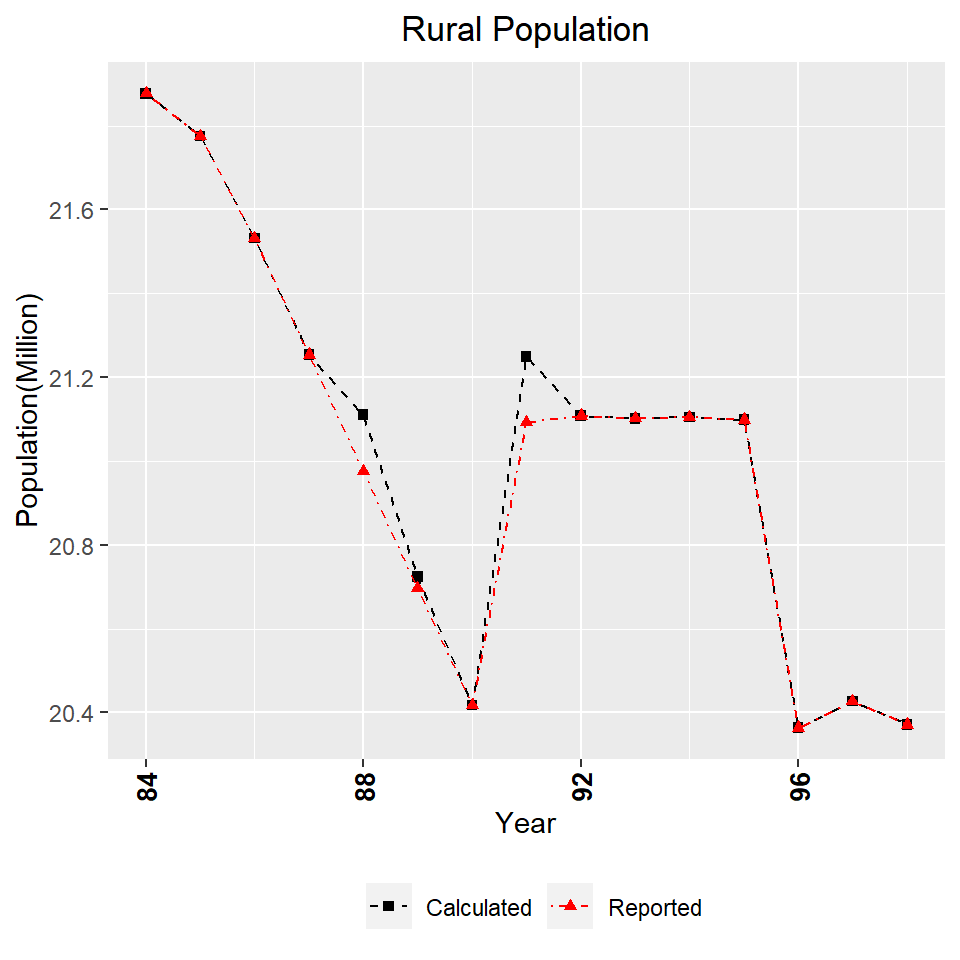 Rural Population
Population(Million)
21.6
21.2
20.8
20.4
84 88 92 96
Year
Calculated Reported